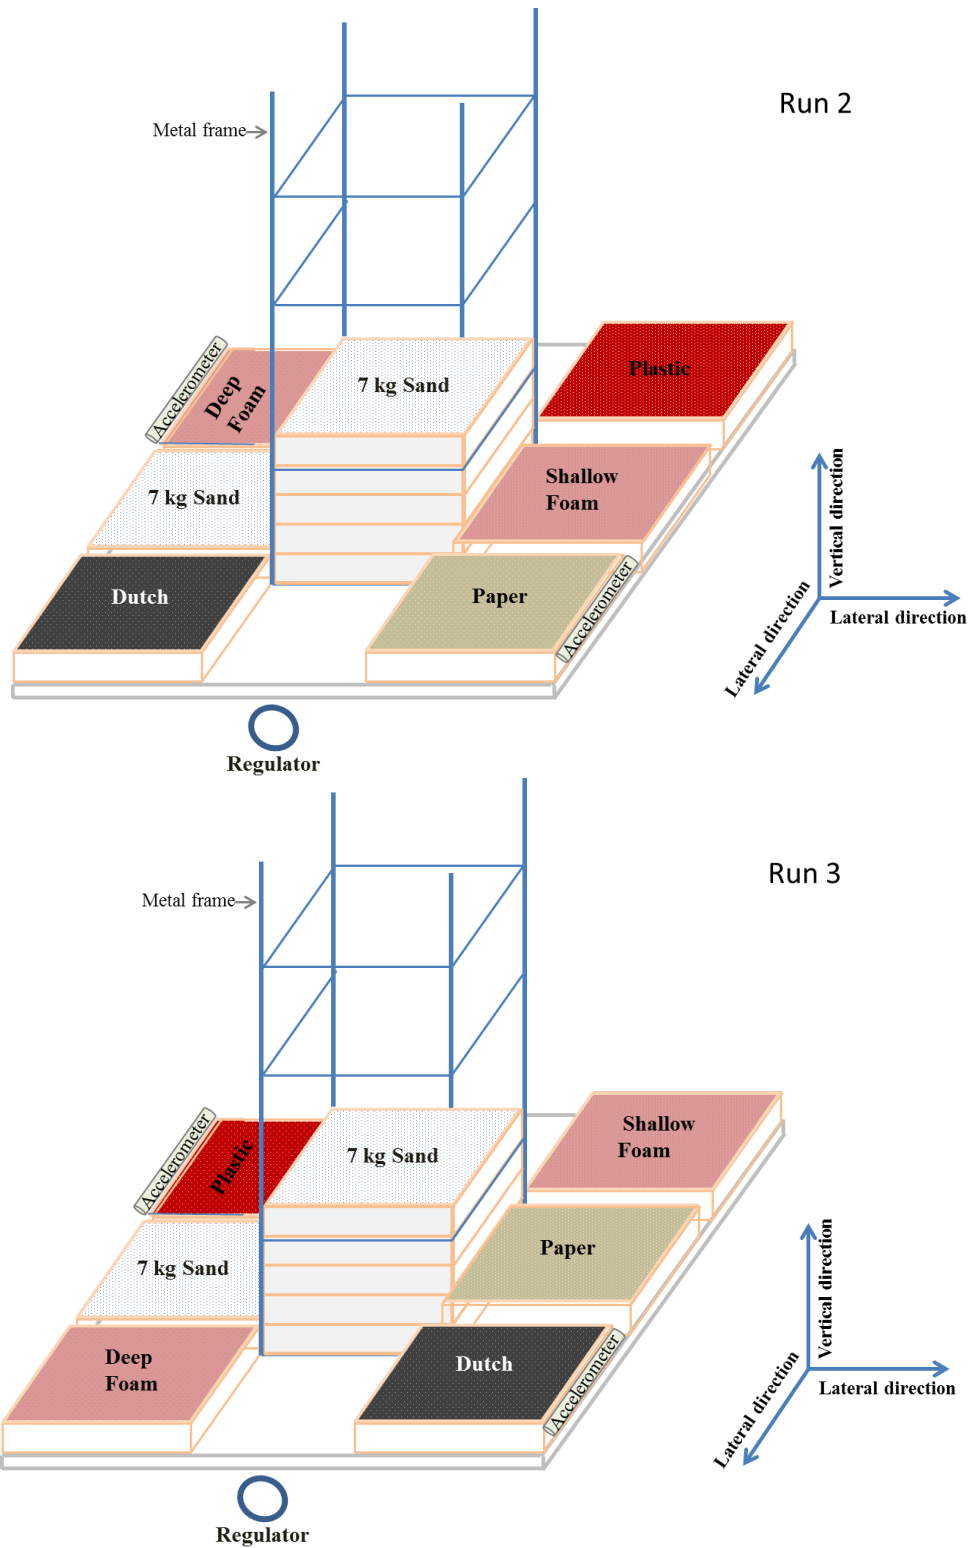 Run 2
Metal frame
Accelerometer
Deep
Foam
7 kg Sand
Plastic
7 kg Sand
Shallow
Foam
Dutch
Paper
Accelerometer
Vertical direction
Lateral direction
Lateral direction
Regulator
Run 3
Metal frame
Accelerometer
Plastic
7 kg Sand
Shallow
Foam
7 kg Sand
Paper
Deep
Foam
Dutch
Accelerometer
Vertical direction
Lateral direction
Lateral direction
Regulator